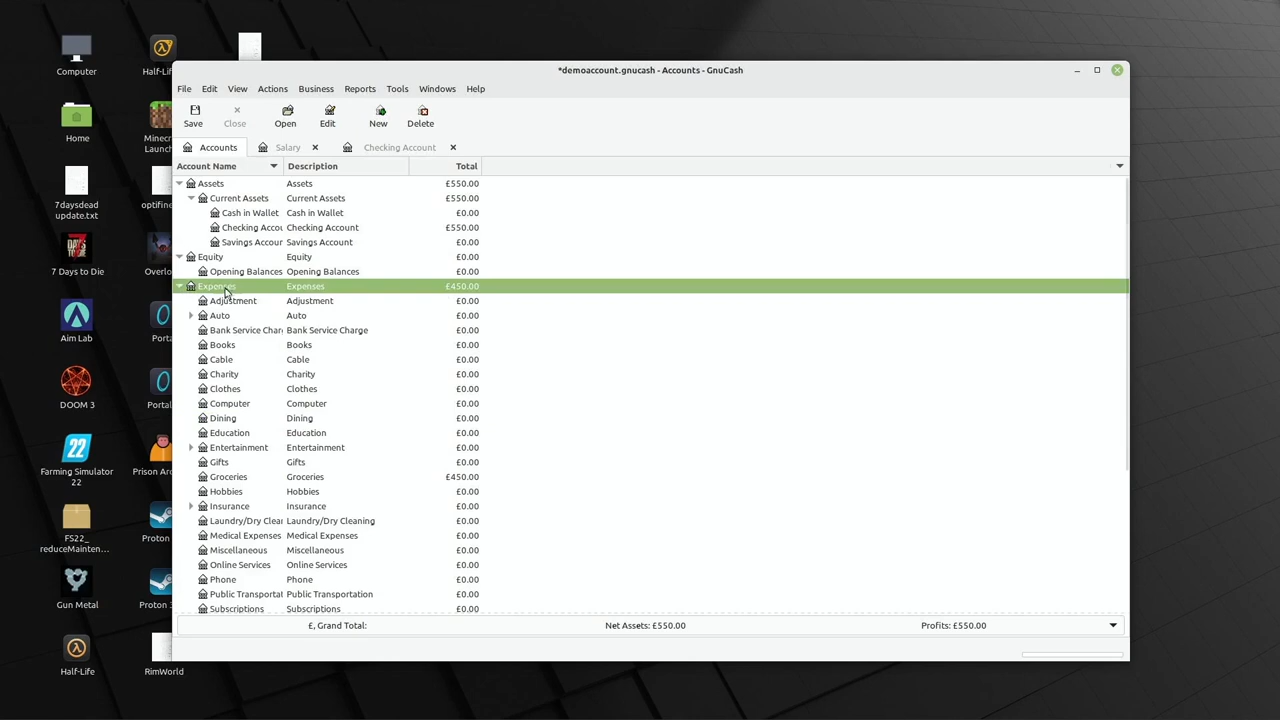 Computer
Half-Li
Home
Minecr
Launch
7daysdead
update.txt
optifine
7 Days to Die
Overlo
Aim Lab
Porta
DOOM 3
Portal
Farming Simulator
22
Prison Arc
FS22_
reduceMainten...
Proton
Gun Metal
Proton 
Half-Life
RimWorld
*demoaccount.gnucash - Accounts - GnuCash
File Edit View Actions Business Reports Tools Windows Help
Save Close Open Edit New Delete
Accounts Salary Checking Account
Account Name Description Total
Assets Assets £550.00
Current Assets Current Assets £550.00
Cash in Wallet Cash in Wallet £0.00
Checking Accou Checking Account £550.00
Savings Accour Savings Account £0.00
Equity Equity £0.00
Opening Balances Opening Balances £0.00
Expenses Expenses £450.00
Adjustment Adjustment £0.00
Auto Auto £0.00
Bank Service Charg Bank Service Charge £0.00
Books Books £0.00
Cable Cable £0.00
Charity Charity £0.00
Clothes Clothes £0.00
Computer Computer £0.00
Dining Dining £0.00
Education Education £0.00
Entertainment Entertainment £0.00
Gifts Gifts £0.00
Groceries Groceries £450.00
Hobbies Hobbies £0.00
Insurance Insurance £0.00
Laundry/Dry Clear Laundry/Dry Cleaning £0.00
Medical Expenses Medical Expenses £0.00
Miscellaneous Miscellaneous £0.00
Online Services Online Services £0.00
Phone Phone £0.00
Public Transportat Public Transportation £0.00
Subscriptions Subscriptions £0.00
£, Grand Total: Net Assets: £550.00 Profits: £550.00